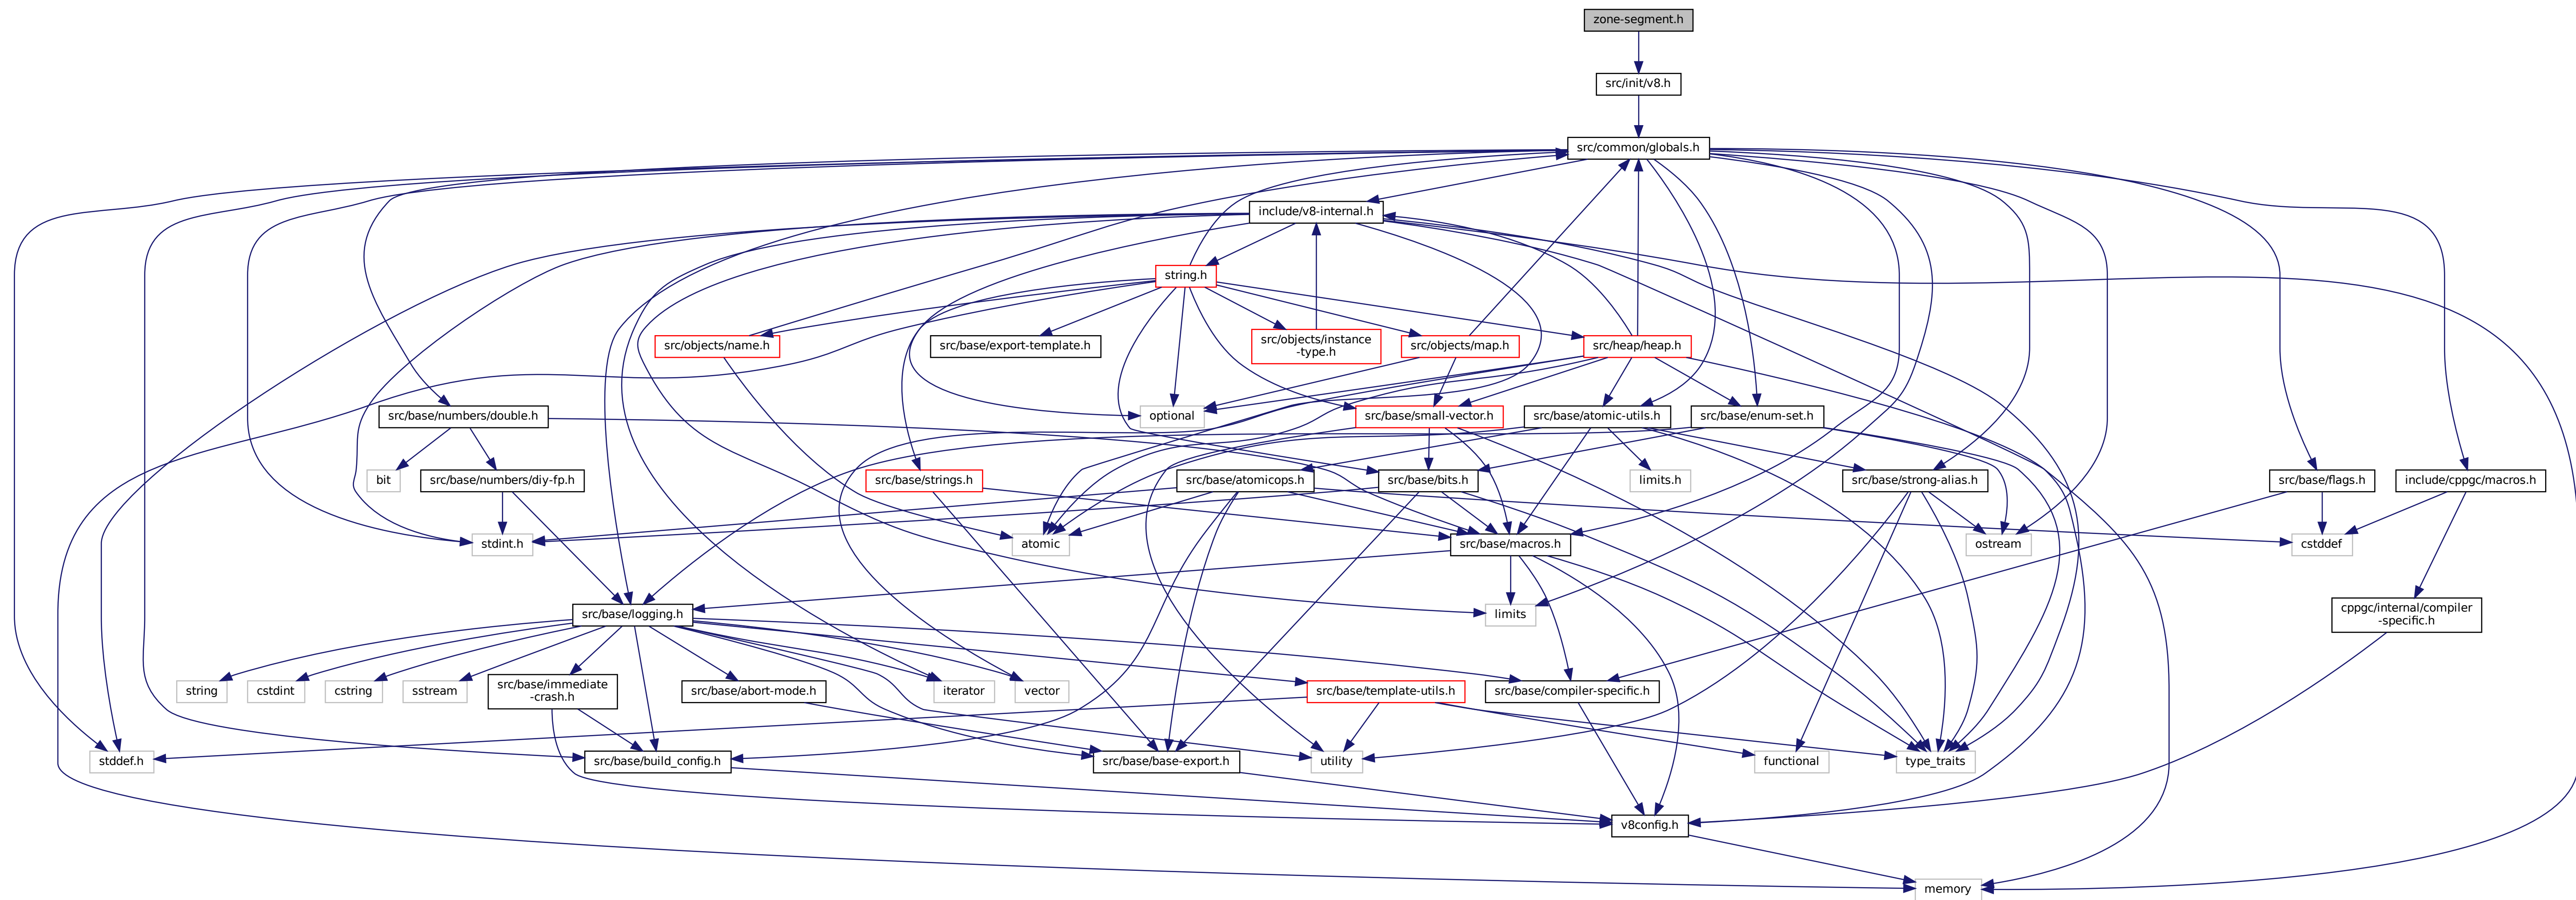 zone-segment.h
src/init/v8.h
src/common/globals.h
include/v8-internal.h
string.h
src/objects/name.h
src/base/export-template.h
src/objects/instance
-type.h
src/objects/map.h
src/heap/heap.h
src/base/numbers/double.h
optional
src/base/small-vector.h
src/base/atomic-utils.h
src/base/enum-set.h
bit
src/base/numbers/diy-fp.h
src/base/strings.h
src/base/atomicops.h
src/base/bits.h
limits.h
src/base/strong-alias.h
src/base/flags.h
include/cppgc/macros.h
stdint.h
atomic
src/base/macros.h
ostream
cstddef
src/base/logging.h
limits
cppgc/internal/compiler
-specific.h
string
cstdint
cstring
sstream
src/base/immediate
-crash.h
src/base/abort-mode.h
iterator
vector
src/base/template-utils.h
src/base/compiler-specific.h
stddef.h
src/base/build_config.h
src/base/base-export.h
utility
functional
type_traits
v8config.h
memory